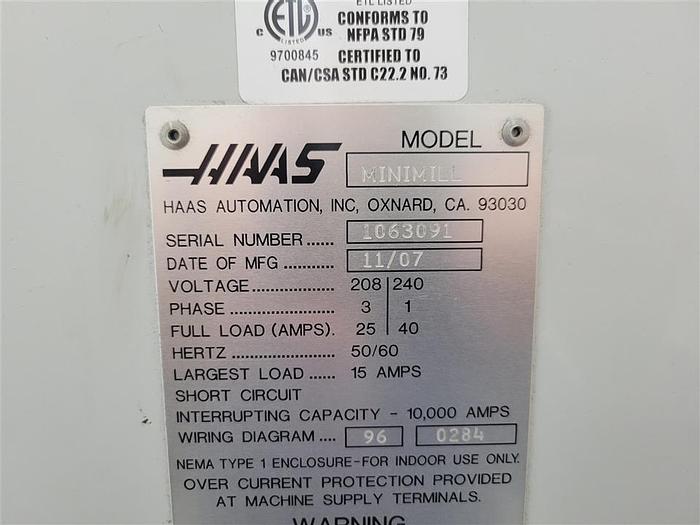 ETL LISTED
CONFORMS TO
NFPA STD 79
C ETL US
LISTED
9700845 CERTIFIED TO
CAN/CSA STD C22.2 NO. 73
MODEL
HAAS MINIMILL
HAAS AUTOMATION, INC, OXNARD, CA. 93030
SERIAL NUMBER ...... 1063091
DATE OF MFG .......... 11/07
VOLTAGE................. 208 | 240
PHASE ..................... 3 | 1
FULL LOAD (AMPS). 25 | 40
HERTZ .................... 50/60
LARGEST LOAD ...... 15 AMPS
SHORT CIRCUIT
INTERRUPTING CAPACITY - 10,000 AMPS
WIRING DIAGRAM .... 96 0284
NEMA TYPE 1 ENCLOSURE-FOR INDOOR USE ONLY.
OVER CURRENT PROTECTION PROVIDED
AT MACHINE SUPPLY TERMINALS.
WARNING